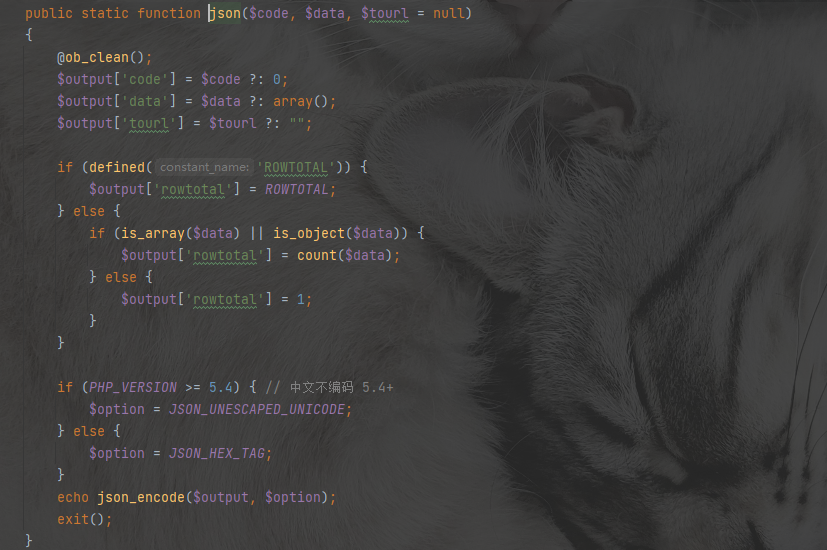 public static function json($code, $data, $tourl = null)
{
@ob_clean();
$output['code'] = $code ?: 0;
$output['data'] = $data ?: array();
$output['tourl'] = $tourl ?: "";
if (defined( constant_name: 'ROWTOTAL')) {
$output['rowtotal'] = ROWTOTAL;
} else {
if (is_array($data) || is_object($data)) {
$output['rowtotal'] = count($data);
} else {
$output['rowtotal'] = 1;
}
}
if (PHP_VERSION >= 5.4) { // 中文不编码 5.4+
$option = JSON_UNESCAPED_UNICODE;
} else {
$option = JSON_HEX_TAG;
}
echo json_encode($output, $option);
exit();
}